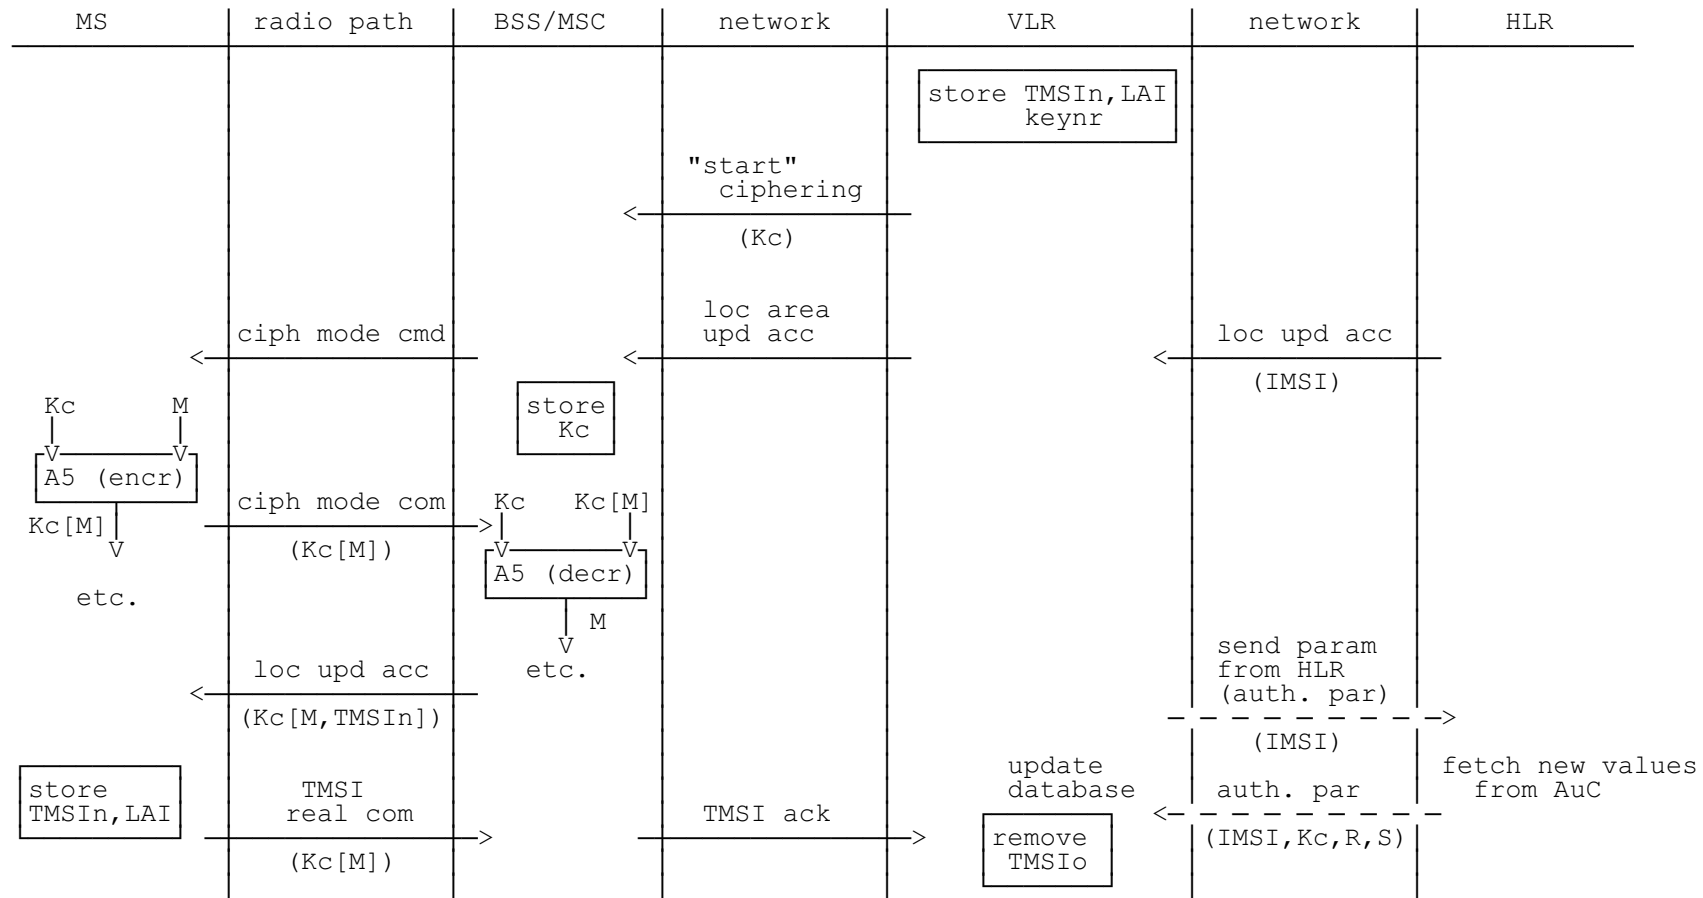 MS radio path BSS/MSC network VLR network HLR
store TMSIn,LAI
keynr
"start"
ciphering
(Kc)
loc area
ciph mode cmd upd acc loc upd acc
(IMSI)
Kc M store
Kc
A5 (encr)
ciph mode com Kc Kc[M]
Kc[M]
(Kc[M])
A5 (decr)
etc.
M
send param
loc upd acc etc. from HLR
(auth. par)
(Kc[M,TMSIn])
(IMSI)
update fetch new values
store TMSI database auth. par from AuC
TMSIn,LAI real com TMSI ack
remove (IMSI,Kc,R,S)
(Kc[M]) TMSIo